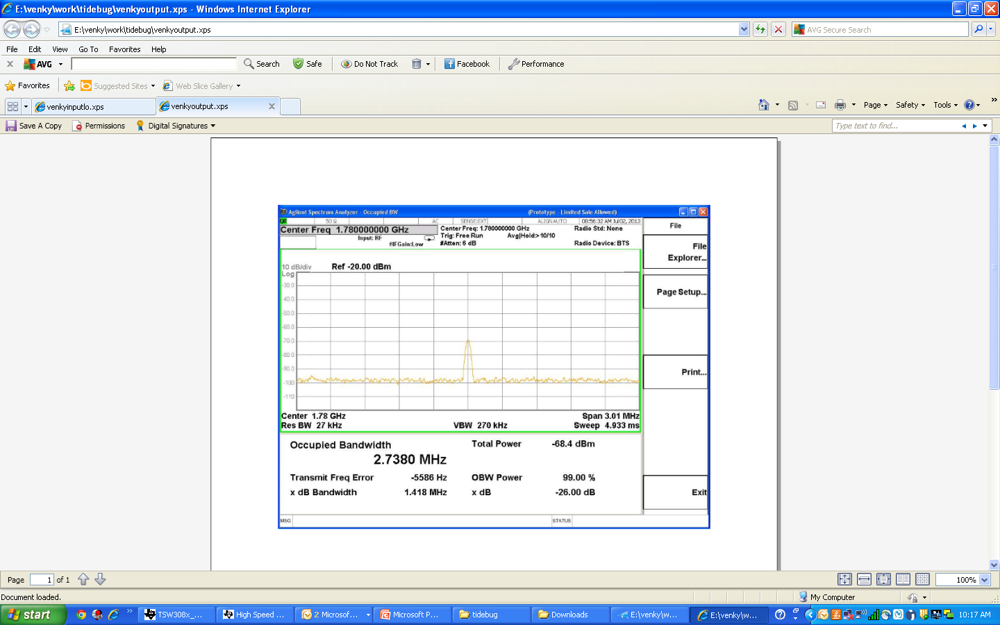 E:\venky\work\tidebug\venkyoutput.xps - Windows Internet Explorer
E:\venky\work\tidebug\venkyoutput.xps
AVG Secure Search
File Edit View Go To Favorites Help
AVG Search Safe Do Not Track Facebook Performance
Favorites Suggested Sites Web Slice Gallery
venkyinputlo.xps venkyoutput.xps Page Safety Tools
Save A Copy Permissions Digital Signatures Type text to find...
Agilent Spectrum Analyzer - Occupied BW (Prototype - Limited Sale Allowed)
50 Ω AC SENSE:EXT ALIGN AUTO 08:56:32 AM Jul 02, 2013
Center Freq 1.780000000 GHz
Center Freq: 1.780000000 GHz Radio Std: None
Input: RF Trig: Free Run Avg|Hold:>10/10
#IFGain:Low #Atten: 6 dB Radio Device: BTS
File
File Explorer...
Page Setup...
Print...
Exit
10 dB/div Ref -20.00 dBm
Log
-30.0
-40.0
-50.0
-60.0
-70.0
-80.0
-90.0
-100
-110
Center 1.78 GHz Span 3.01 MHz
Res BW 27 kHz VBW 270 kHz Sweep 4.933 ms
Occupied Bandwidth Total Power -68.4 dBm
2.7380 MHz
Transmit Freq Error -5586 Hz OBW Power 99.00 %
x dB Bandwidth 1.418 MHz x dB -26.00 dB
MSG STATUS
Page 1 of 1 100%
Document loaded. My Computer
start TSW308x_... High Speed ... 2 Microsof... Microsoft P... tidebug Downloads E:\venky\w... E:\venky\w... 10:17 AM